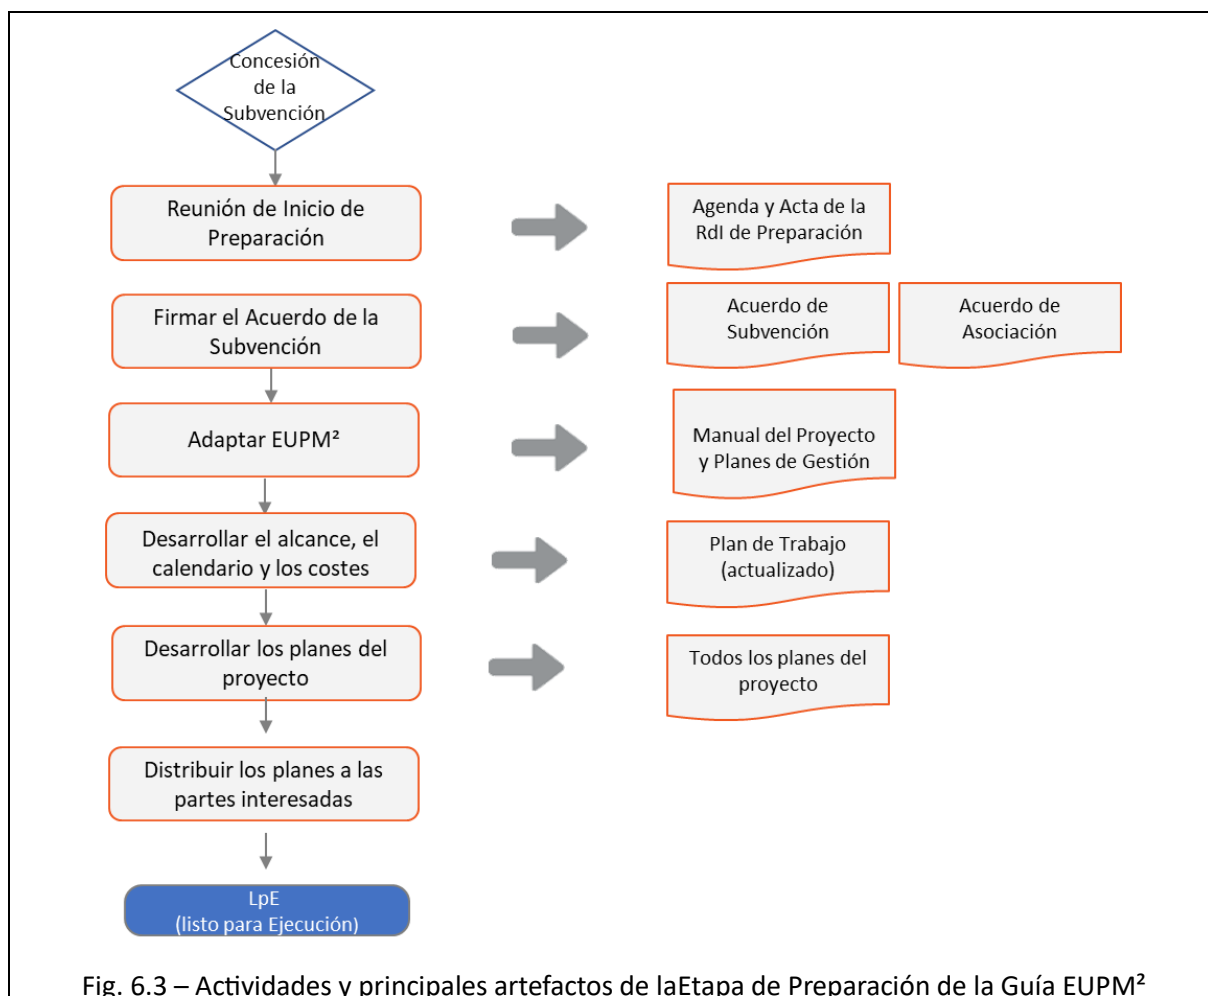 Concesión
de la
Subvención
Reunión de Inicio de
Preparación
Agenda y Acta de la
RdI de Preparación
Firmar el Acuerdo de la
Subvención
Acuerdo de
Subvención
Acuerdo de
Asociación
Adaptar EUPM²
Manual del Proyecto
y Planes de Gestión
Desarrollar el alcance, el
calendario y los costes
Plan de Trabajo
(actualizado)
Desarrollar los planes del
proyecto
Todos los planes del
proyecto
Distribuir los planes a las
partes interesadas
LpE
(listo para Ejecución)
Fig. 6.3 – Actividades y principales artefactos de laEtapa de Preparación de la Guía EUPM²